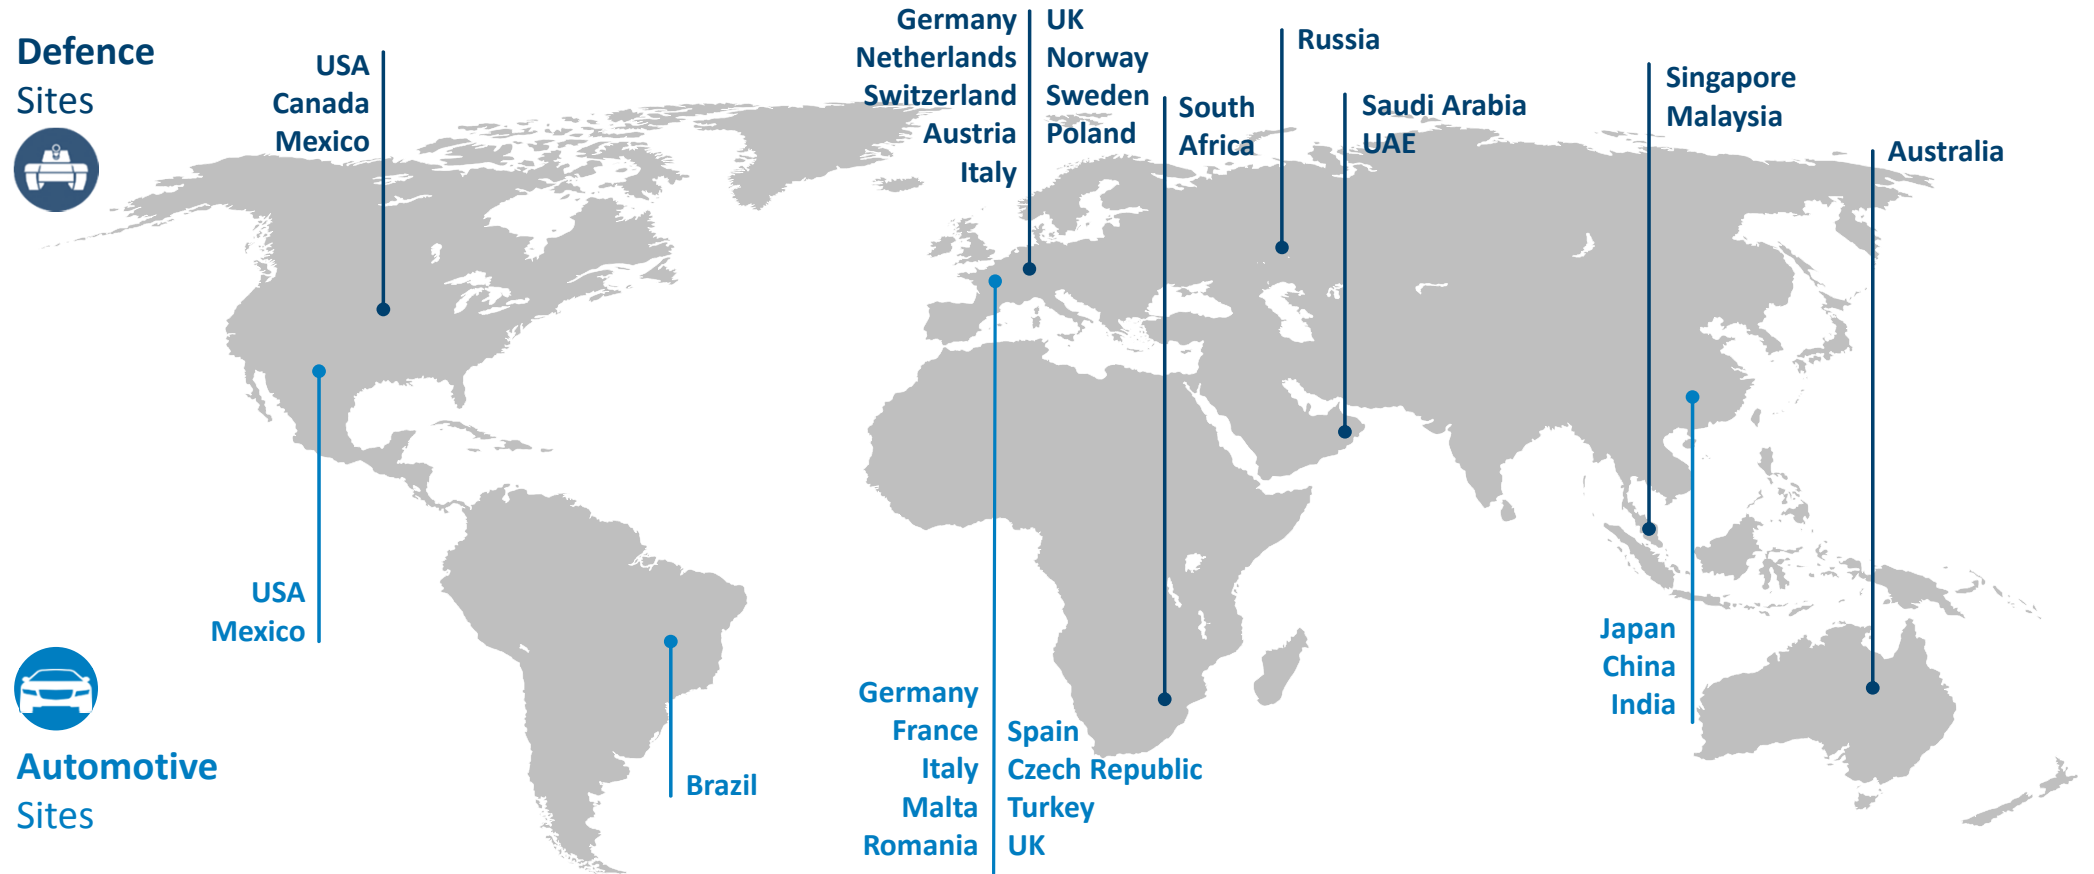 Defence
Sites
USA
Canada
Mexico
Germany
Netherlands
Switzerland
Austria
Italy
UK
Norway
Sweden
Poland
South
Africa
Russia
Saudi Arabia
UAE
Singapore
Malaysia
Australia
USA
Mexico
Automotive
Sites
Brazil
Germany
France
Italy
Malta
Romania
Spain
Czech Republic
Turkey
UK
Japan
China
India